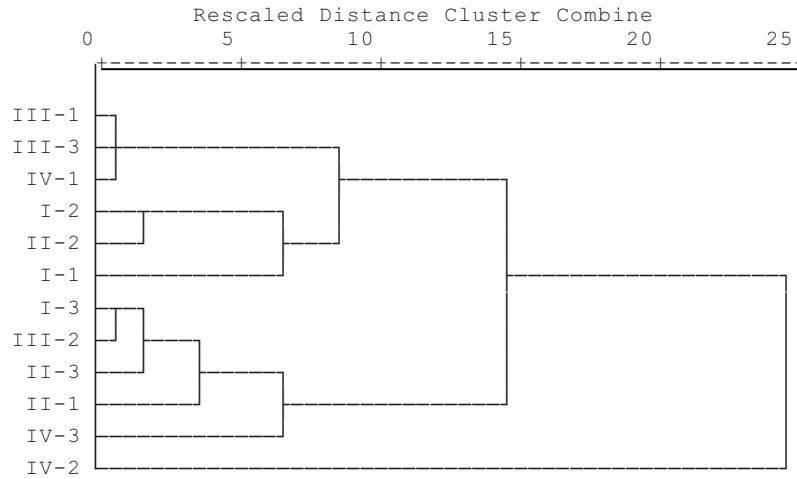 Rescaled Distance Cluster Combine
0 5 10 15 20 25
III-1
III-3
IV-1
I-2
II-2
I-1
I-3
III-2
II-3
II-1
IV-3
IV-2